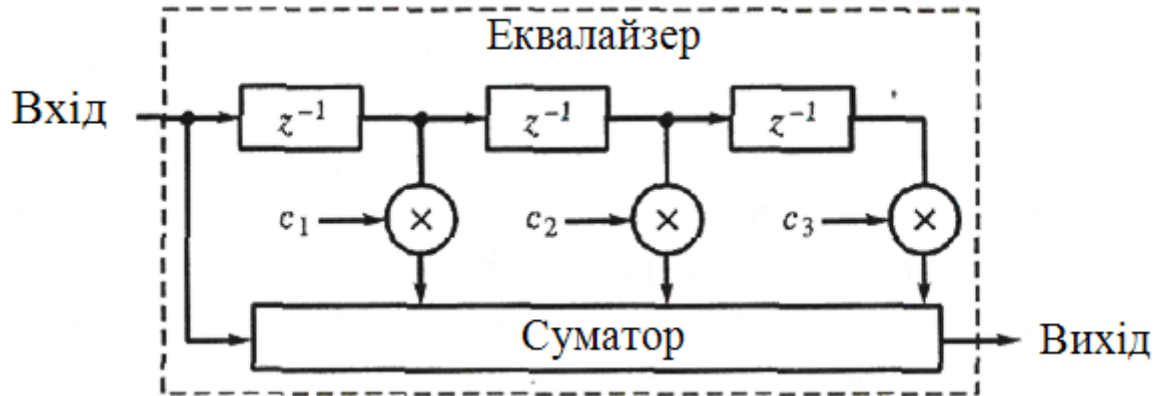 Еквалайзер
Вхід
z⁻¹ z⁻¹ z⁻¹
c₁ × c₂ × c₃ ×
Суматор
Вихід